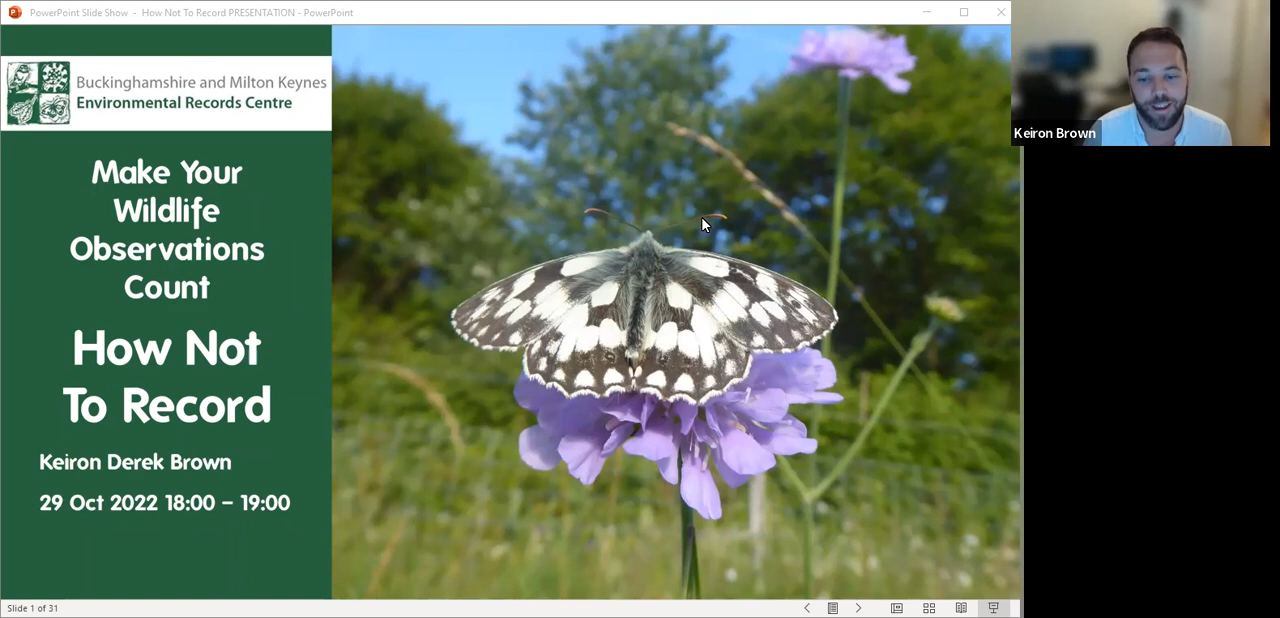 PowerPoint Slide Show - How Not To Record PRESENTATION - PowerPoint
Buckinghamshire and Milton Keynes
Environmental Records Centre
Make Your
Wildlife
Observations
Count
How Not
To Record
Keiron Derek Brown
29 Oct 2022 18:00 – 19:00
Keiron Brown
Slide 1 of 31